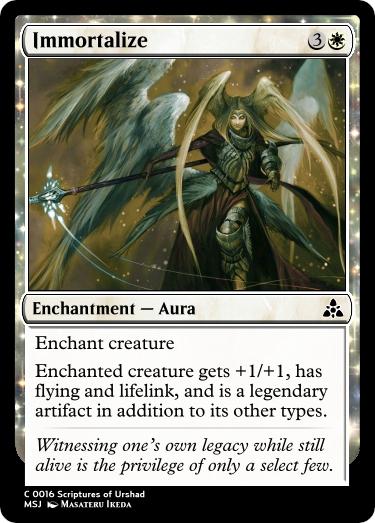 Immortalize 3
Enchantment — Aura
Enchant creature
Enchanted creature gets +1/+1, has
flying and lifelink, and is a legendary
artifact in addition to its other types.
Witnessing one's own legacy while still
alive is the privilege of only a select few.
C 0016 Scriptures of Urshad
MSJ Masateru Ikeda